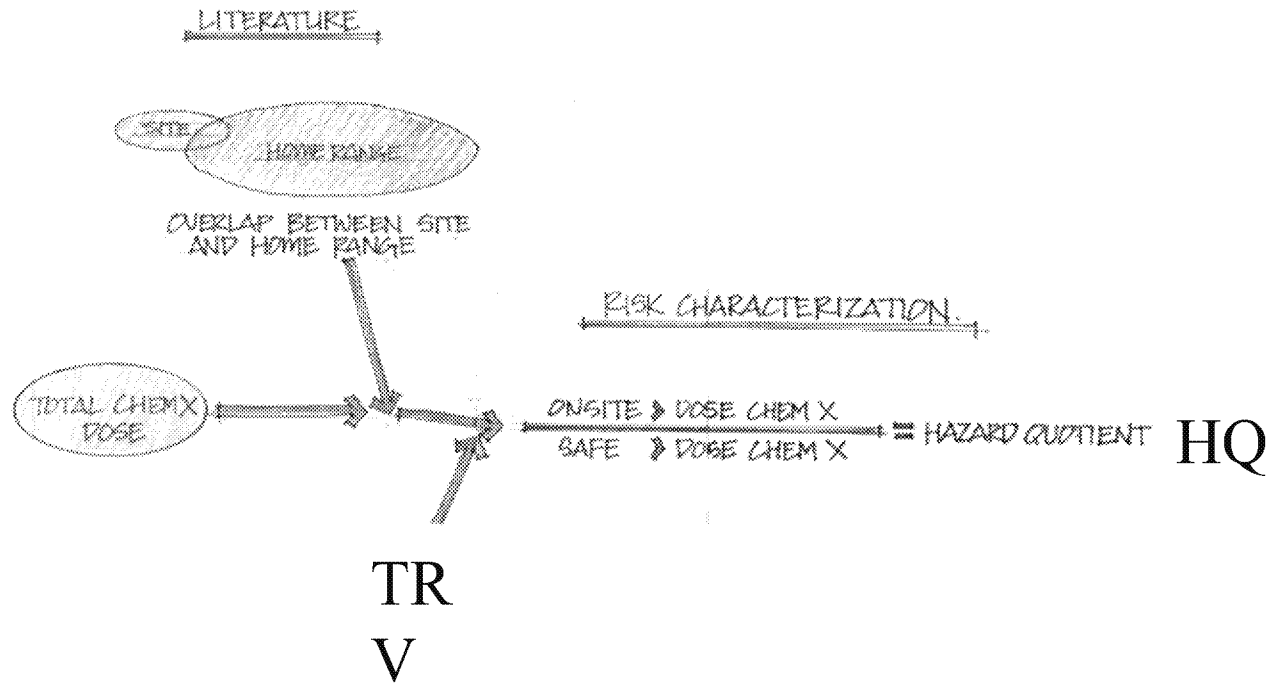 LITERATURE
SITE
HOME RANGE
OVERLAP BETWEEN SITE
AND HOME RANGE
RISK CHARACTERIZATION.
TOTAL CHEM X
DOSE
ONSITE DOSE CHEM X
SAFE DOSE CHEM X
= HAZARD QUOTIENT
HQ
TR
V